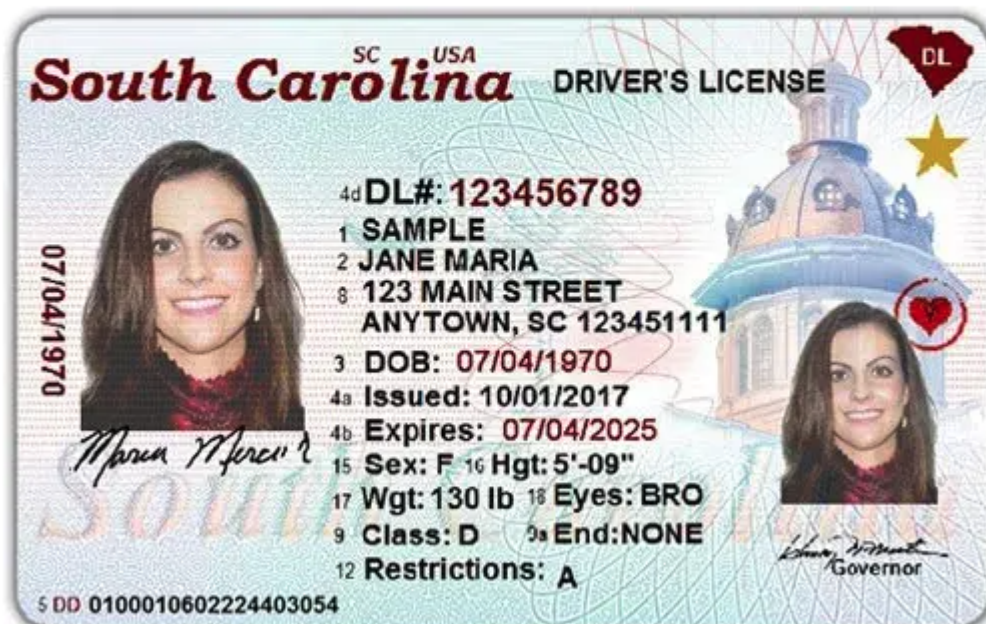 SC USA
South Carolina DRIVER'S LICENSE
DL
4d DL#: 123456789
1 SAMPLE
2 JANE MARIA
8 123 MAIN STREET
ANYTOWN, SC 123451111
3 DOB: 07/04/1970
4a Issued: 10/01/2017
4b Expires: 07/04/2025
15 Sex: F 16 Hgt: 5'-09"
17 Wgt: 130 lb 18 Eyes: BRO
9 Class: D 9a End:NONE
12 Restrictions: A
07/04/1970
Governor
5 DD 0100010602224403054
South Carolina